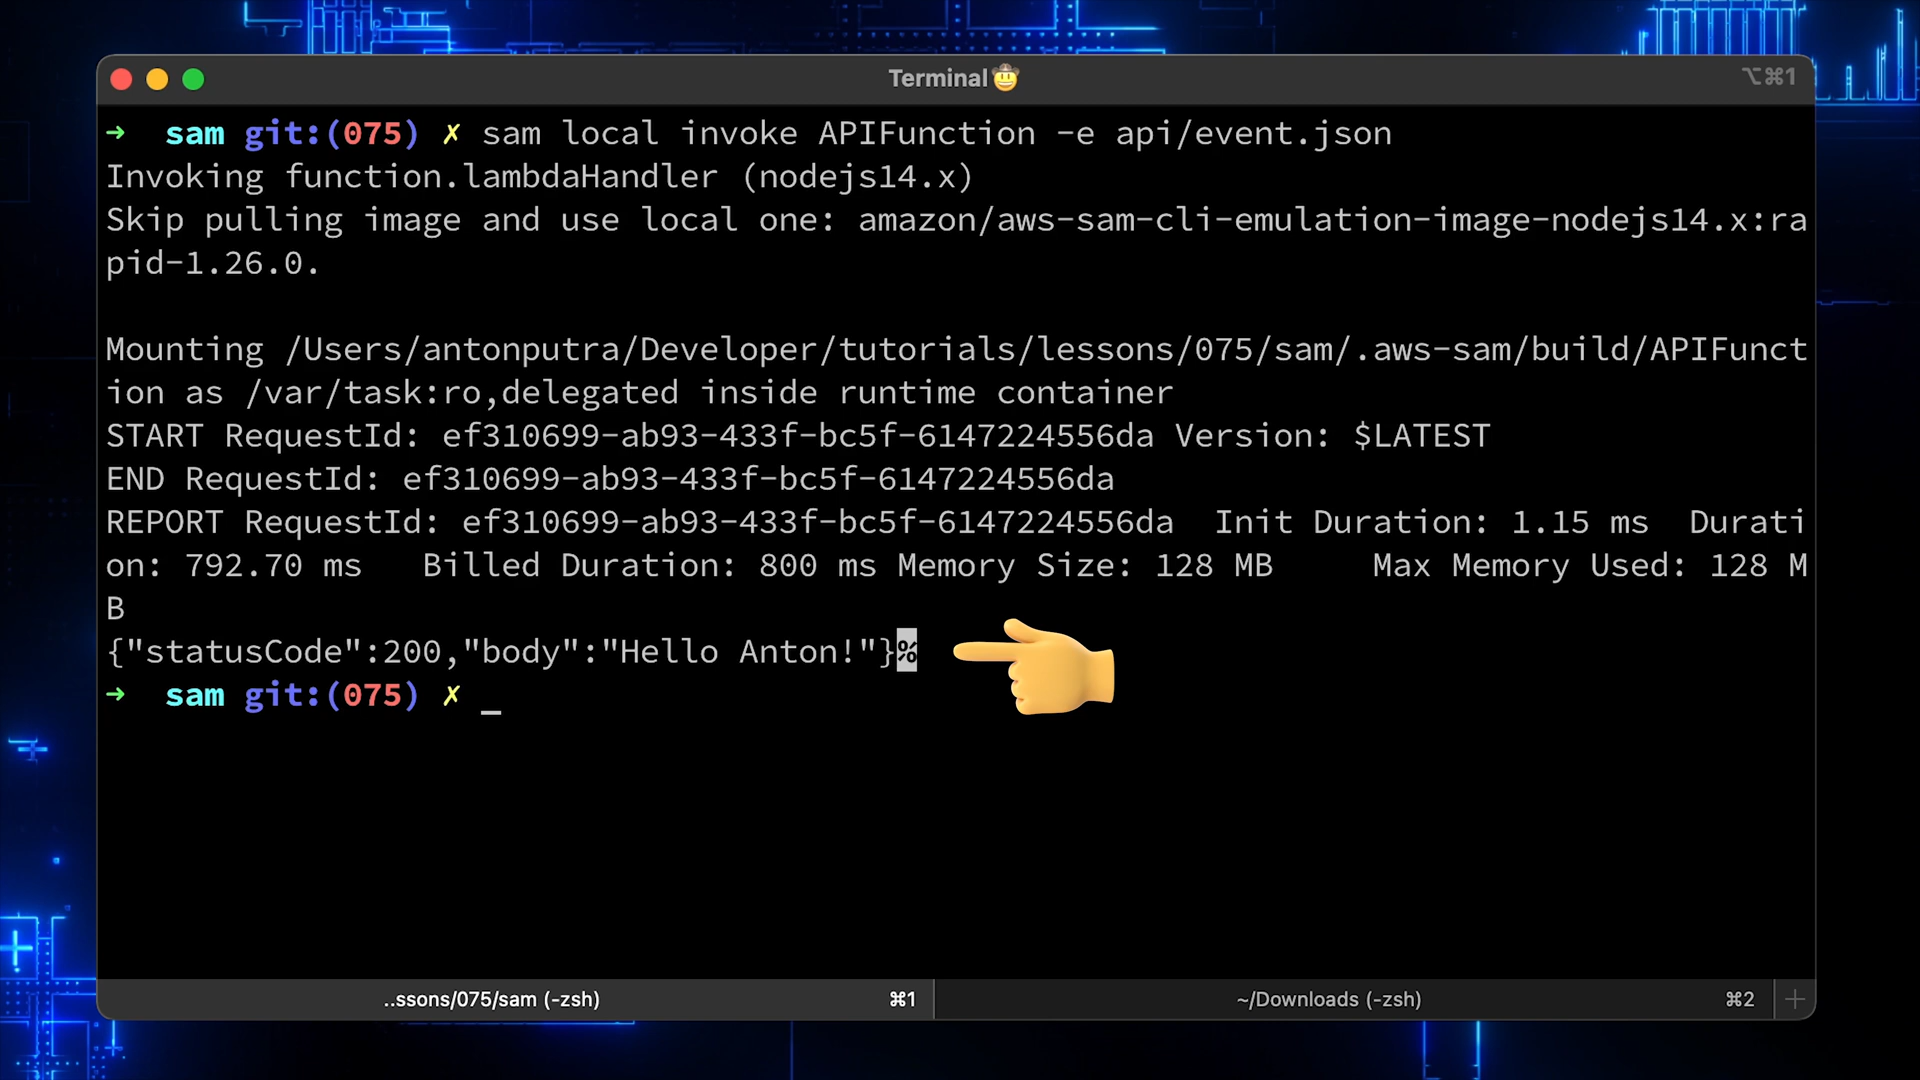 Terminal🤠
⌥⌘1
➜  sam git:(075) ✗ sam local invoke APIFunction -e api/event.json
Invoking function.lambdaHandler (nodejs14.x)
Skip pulling image and use local one: amazon/aws-sam-cli-emulation-image-nodejs14.x:ra
pid-1.26.0.
Mounting /Users/antonputra/Developer/tutorials/lessons/075/sam/.aws-sam/build/APIFunct
ion as /var/task:ro,delegated inside runtime container
START RequestId: ef310699-ab93-433f-bc5f-6147224556da Version: $LATEST
END RequestId: ef310699-ab93-433f-bc5f-6147224556da
REPORT RequestId: ef310699-ab93-433f-bc5f-6147224556da  Init Duration: 1.15 ms  Durati
on: 792.70 ms   Billed Duration: 800 ms Memory Size: 128 MB     Max Memory Used: 128 M
B
{"statusCode":200,"body":"Hello Anton!"}%
➜  sam git:(075) ✗ _
..ssons/075/sam (-zsh) ⌘1
~/Downloads (-zsh) ⌘2 +